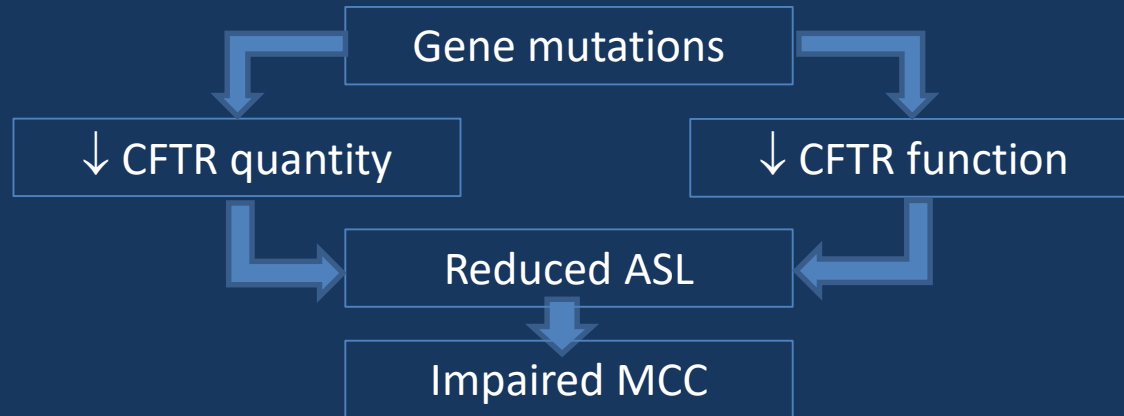 Gene mutations
↓ CFTR quantity
↓ CFTR function
Reduced ASL
Impaired MCC